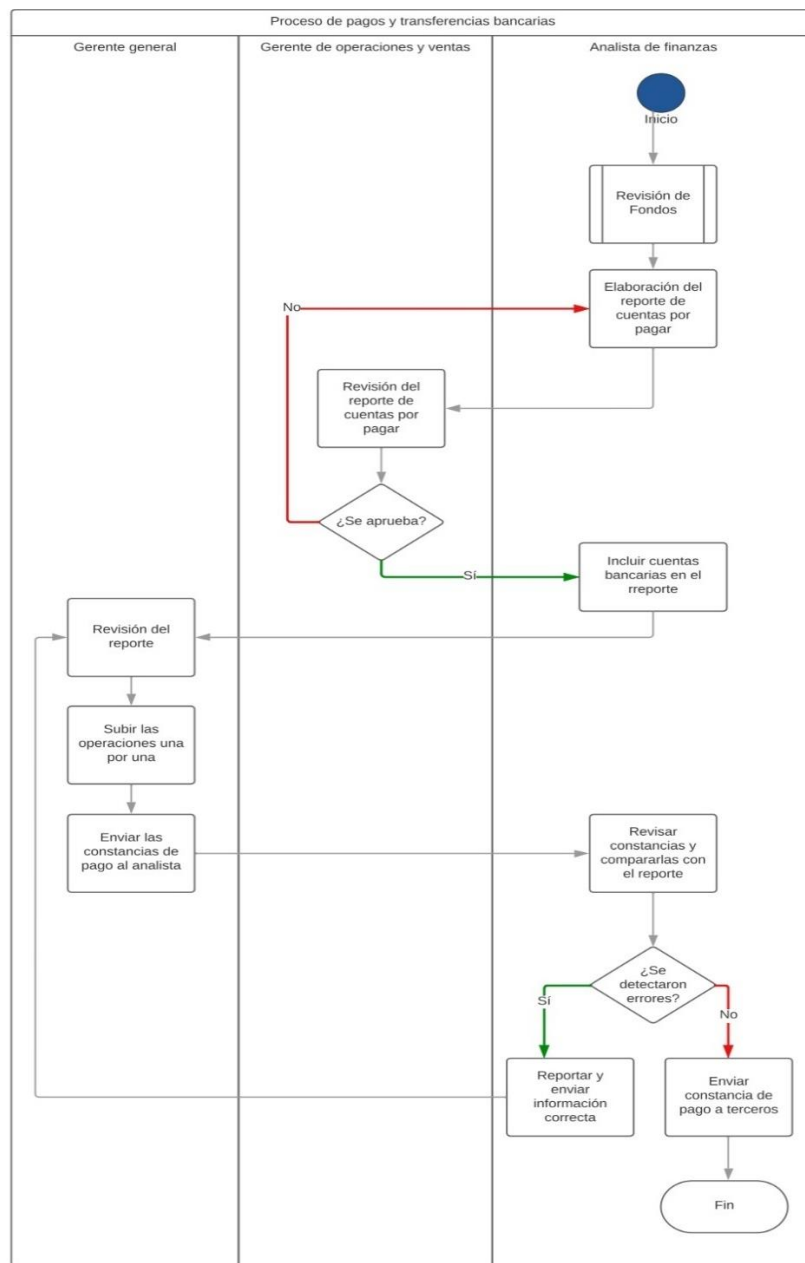 Proceso de pagos y transferencias bancarias
Gerente general
Gerente de operaciones y ventas
Analista de finanzas
Inicio
Revisión de
Fondos
Elaboración del
reporte de
cuentas por
pagar
No
Revisión del
reporte de
cuentas por
pagar
¿Se aprueba?
Sí
Incluir cuentas
bancarias en el
rreporte
Revisión del
reporte
Subir las
operaciones una
por una
Enviar las
constancias de
pago al analista
Revisar
constancias y
compararlas con
el reporte
¿Se
detectaron
errores?
Sí
No
Reportar y
enviar
información
correcta
Enviar
constancia de
pago a terceros
Fin